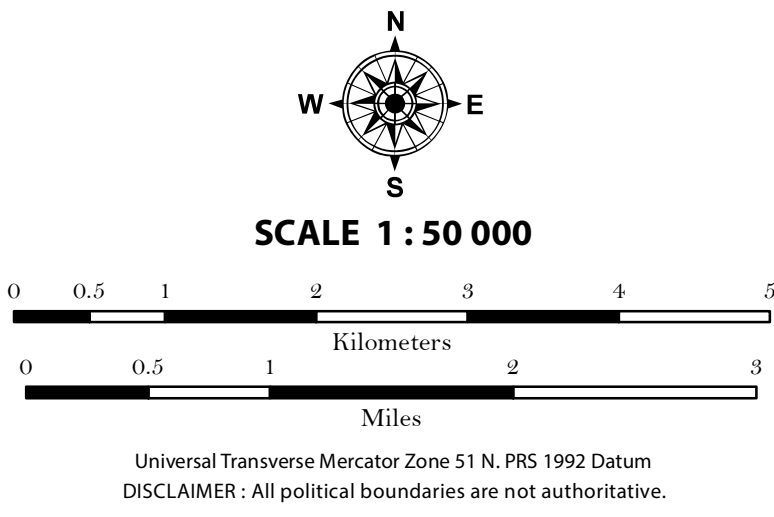 N
W E
S
SCALE 1 : 50 000
0 0.5 1 2 3 4 5
Kilometers
0 0.5 1 2 3
Miles
Universal Transverse Mercator Zone 51 N. PRS 1992 Datum
DISCLAIMER : All political boundaries are not authoritative.